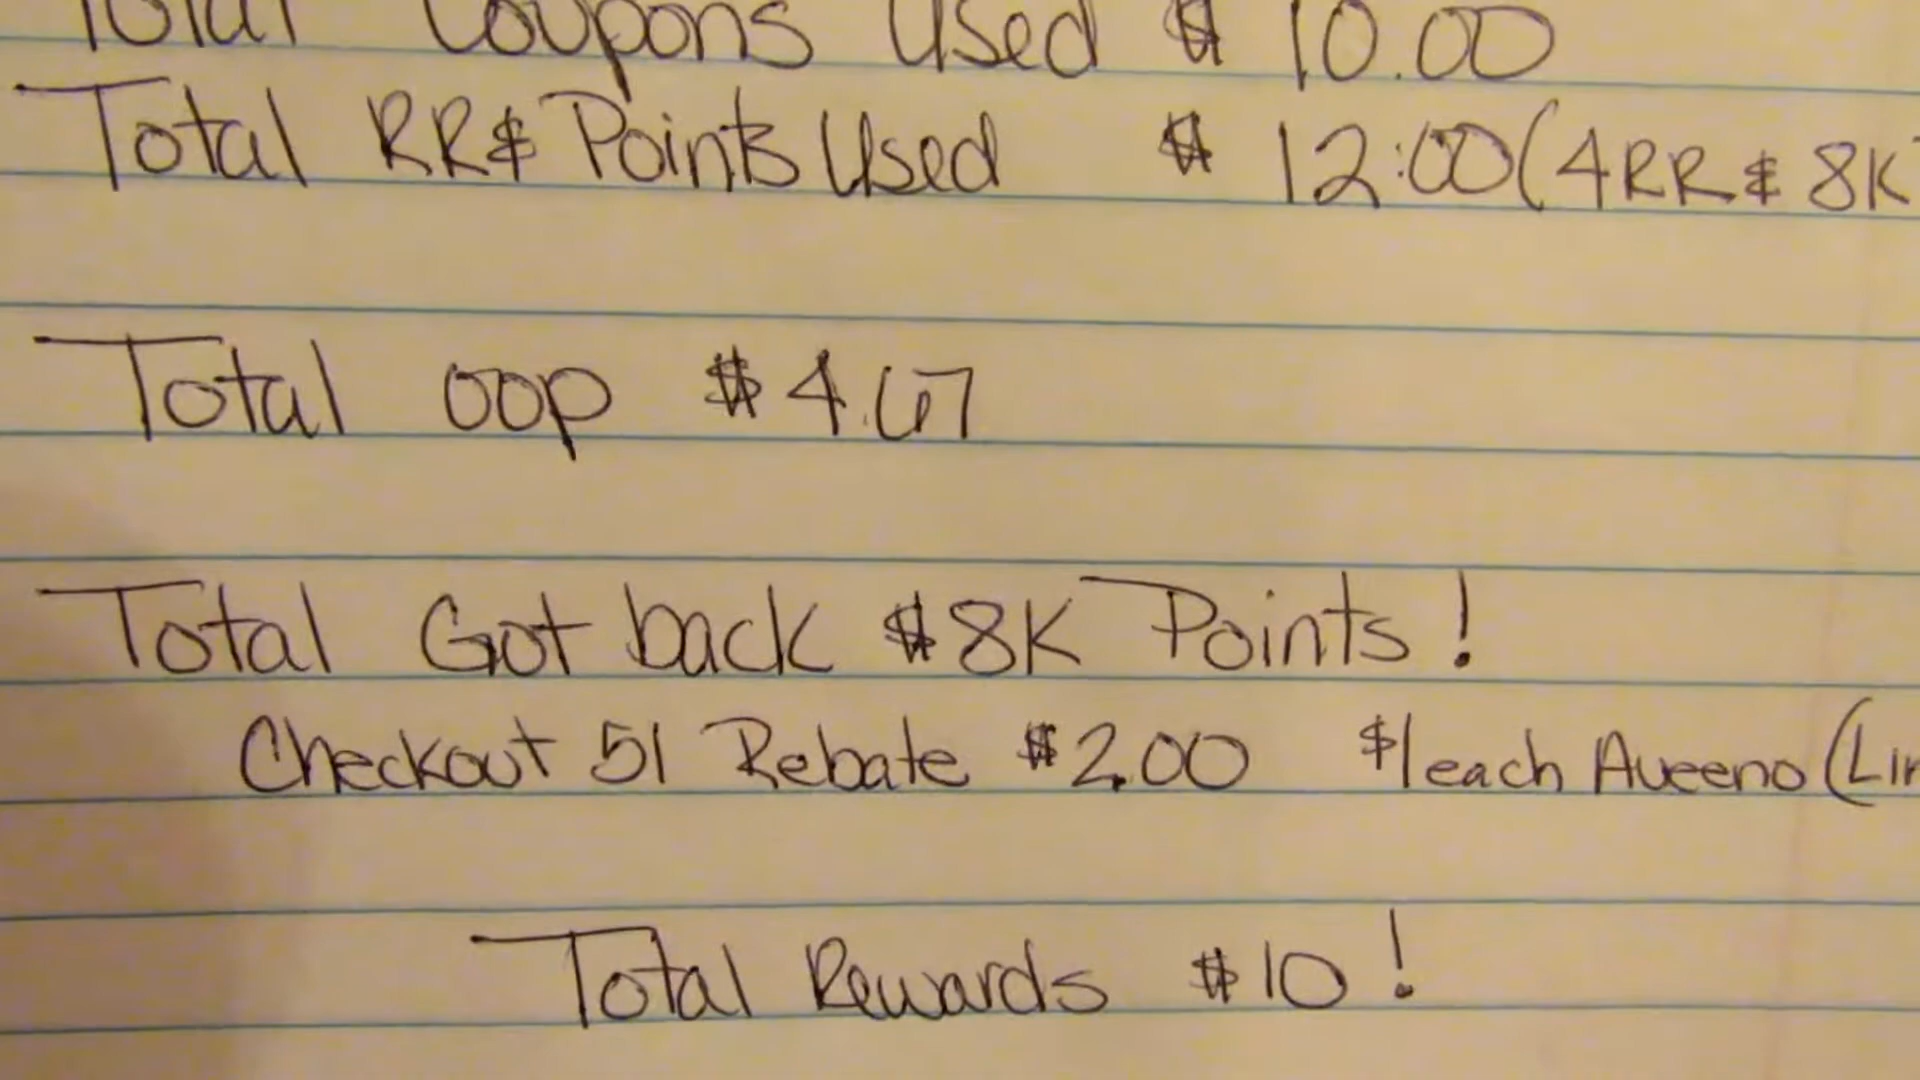 Total Coupons Used $ 10.00
Total RR & Points Used $ 12:00 (4RR & 8K
Total OOP $4.67
Total Got back $8K Points!
Checkout 51 Rebate $2.00 $1 each Aveeno (Lim
Total Rewards $10!